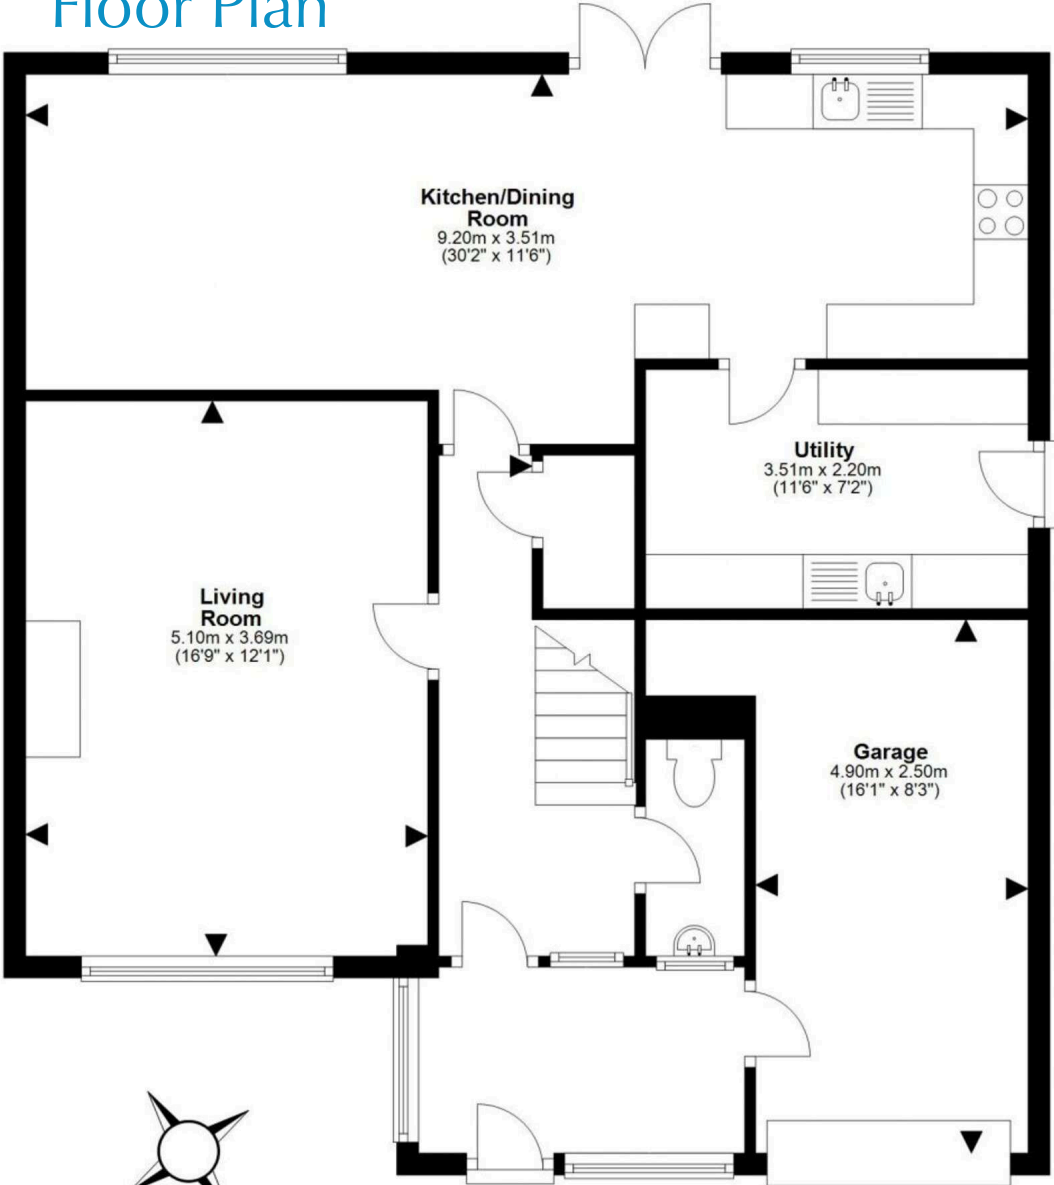 Floor Plan
Kitchen/Dining
Room
9.20m x 3.51m
(30'2" x 11'6")
Utility
3.51m x 2.20m
(11'6" x 7'2")
Living
Room
5.10m x 3.69m
(16'9" x 12'1")
Garage
4.90m x 2.50m
(16'1" x 8'3")